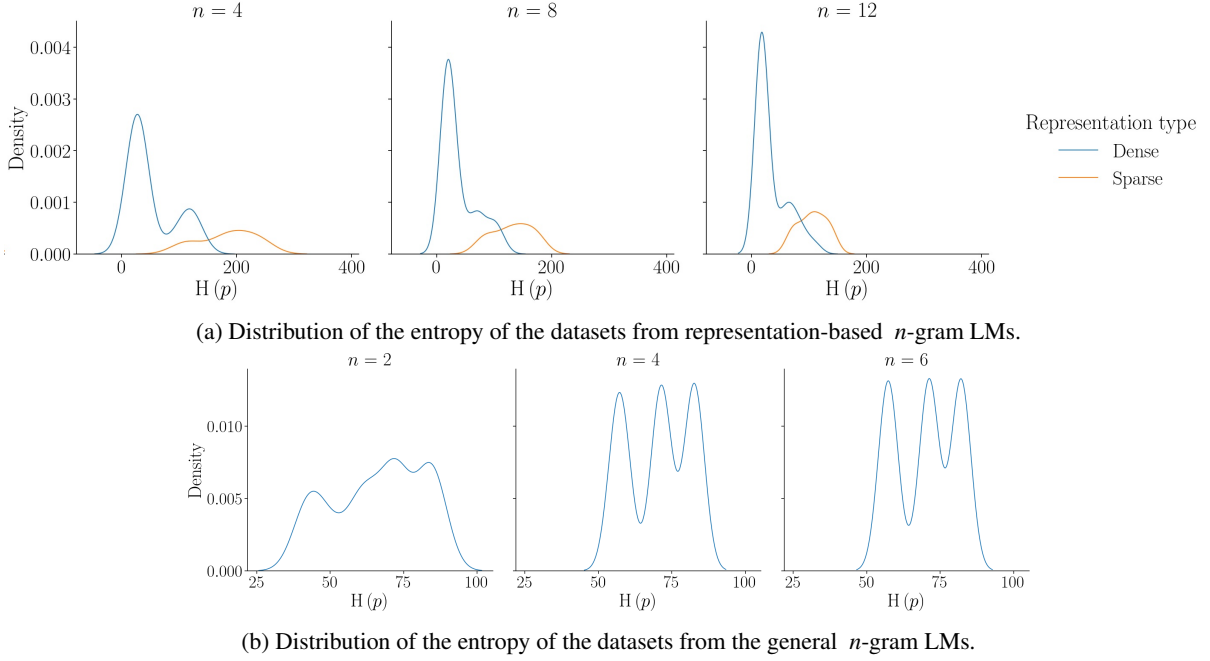 n = 4 n = 8 n = 12
0.004
0.003
0.002
0.001
0.000
Density
0 200 400 0 200 400 0 200 400
H (p) H (p) H (p)
Representation type
Dense
Sparse
(a) Distribution of the entropy of the datasets from representation-based n-gram LMs.
n = 2 n = 4 n = 6
0.010
0.005
0.000
Density
25 50 75 100 25 50 75 100 25 50 75 100
H (p) H (p) H (p)
(b) Distribution of the entropy of the datasets from the general n-gram LMs.